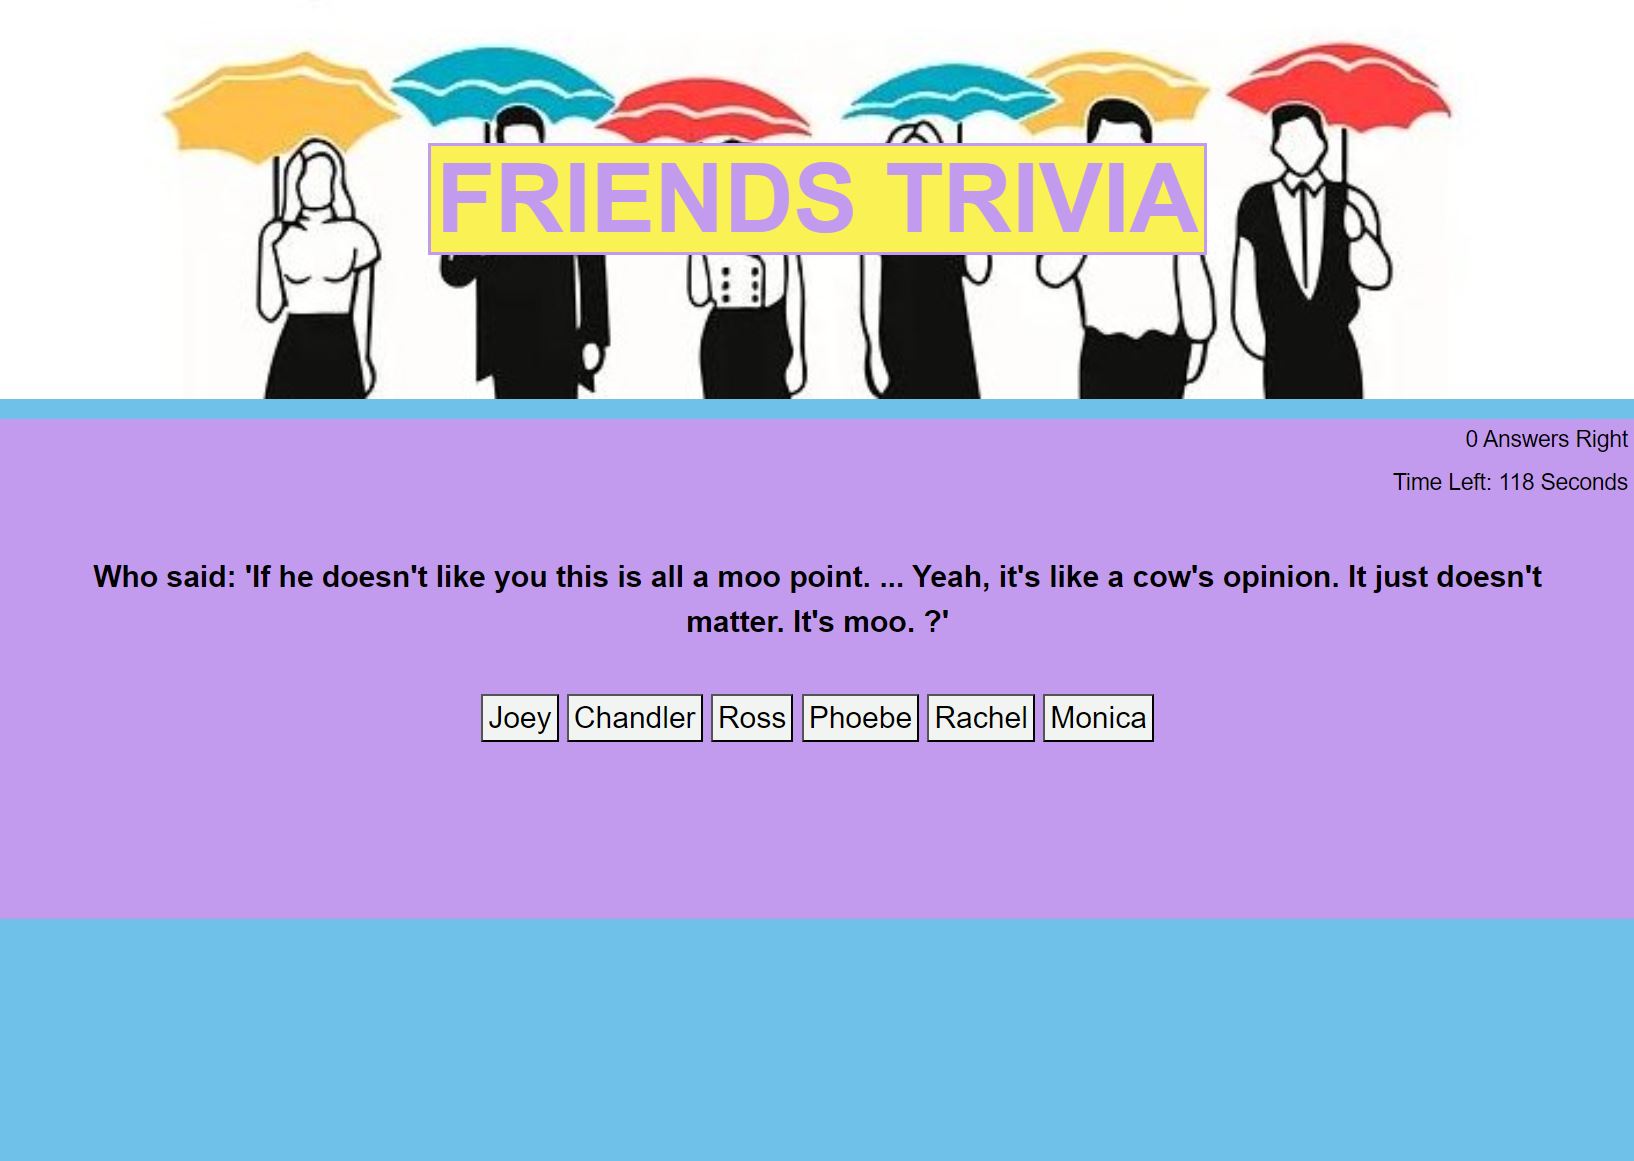 FRIENDS TRIVIA
0 Answers Right
Time Left: 118 Seconds
Who said: 'If he doesn't like you this is all a moo point. ... Yeah, it's like a cow's opinion. It just doesn't
matter. It's moo. ?'
Joey Chandler Ross Phoebe Rachel Monica